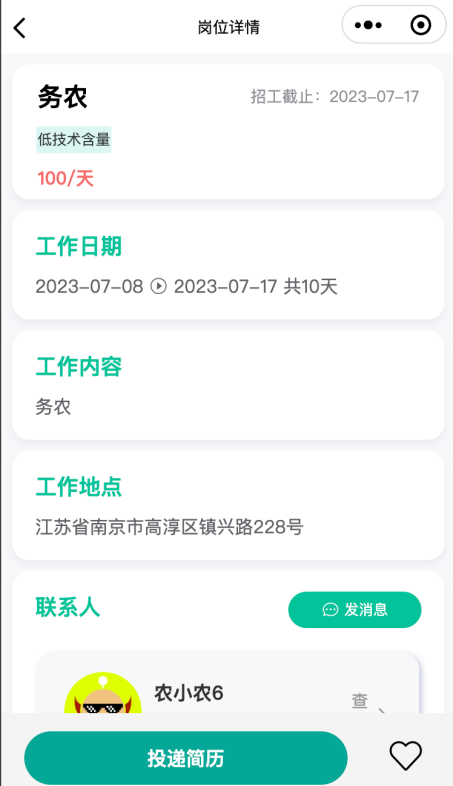 岗位详情
务农
招工截止：2023-07-17
低技术含量
100/天
工作日期
2023-07-08 2023-07-17 共10天
工作内容
务农
工作地点
江苏省南京市高淳区镇兴路228号
联系人
发消息
农小农6
查
投递简历